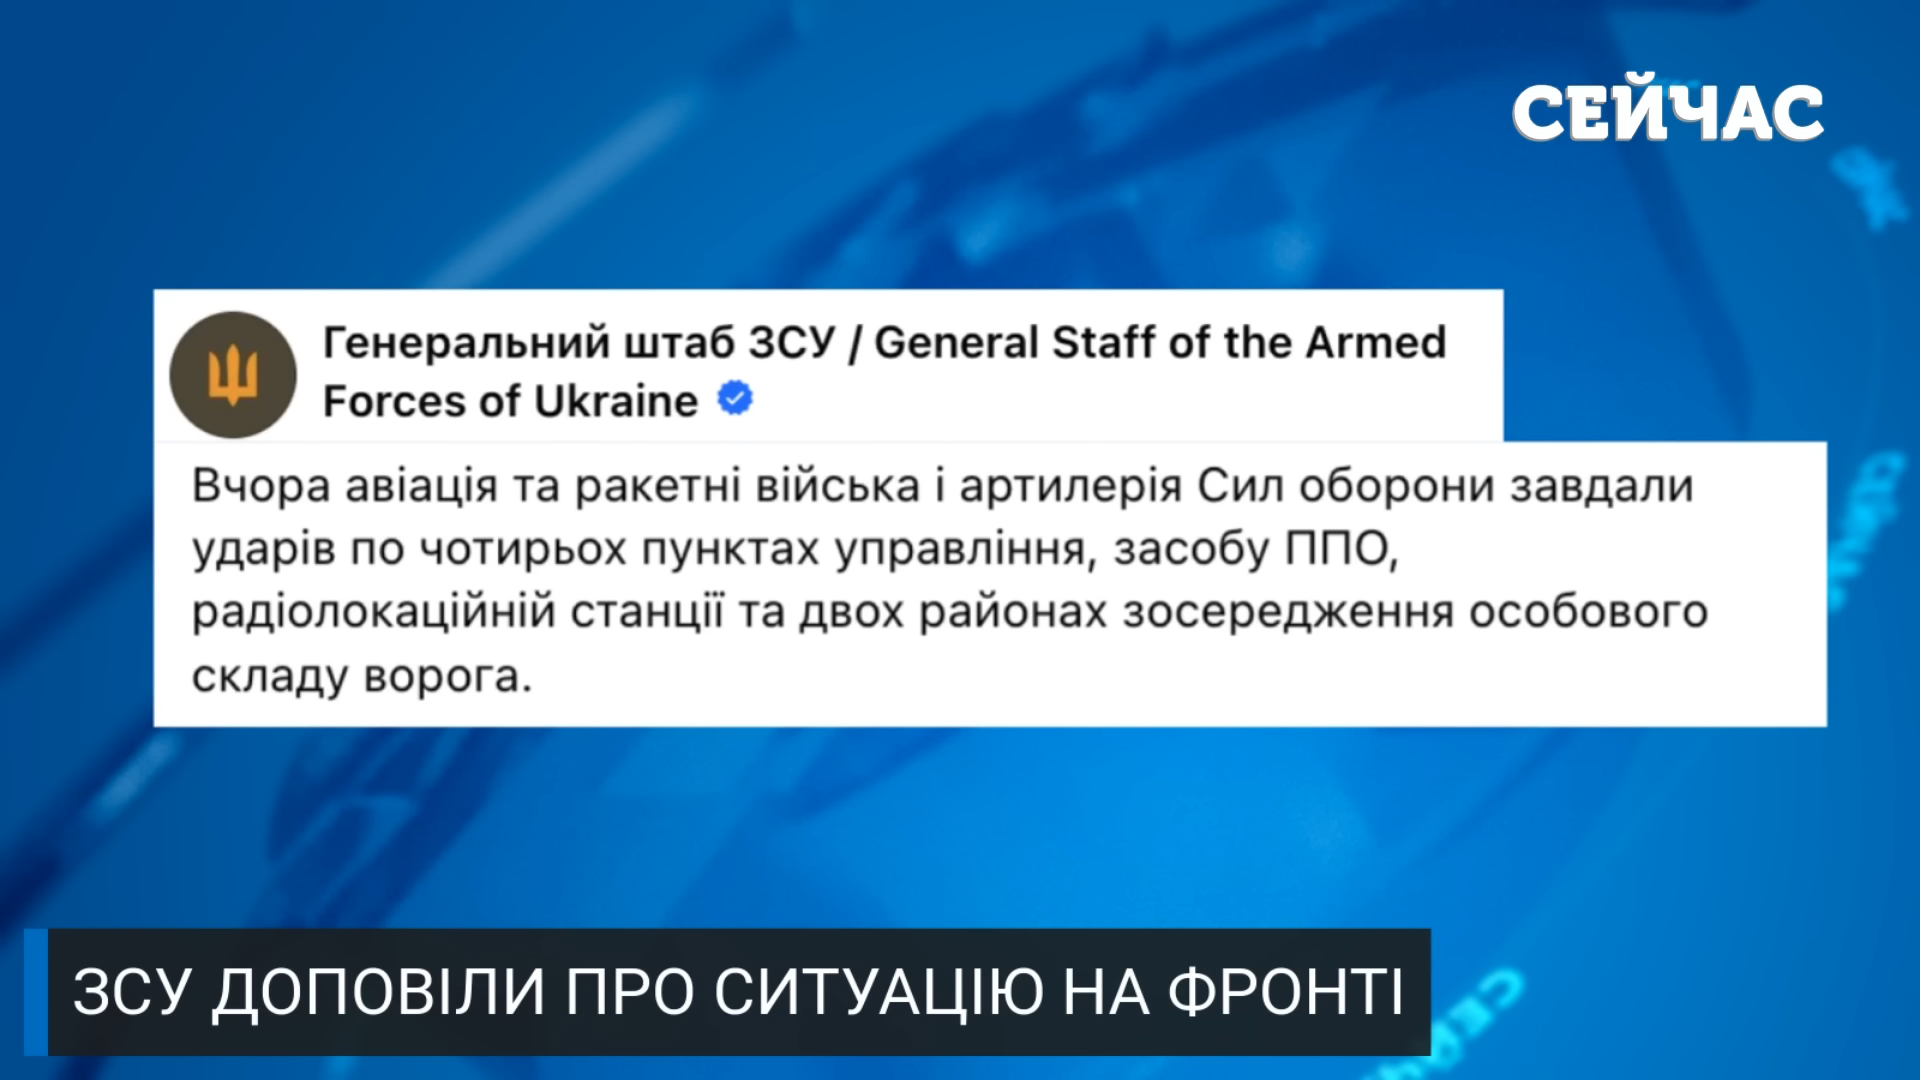 СЕЙЧАС
Генеральний штаб ЗСУ / General Staff of the Armed
Forces of Ukraine
Вчора авіація та ракетні війська і артилерія Сил оборони завдали
ударів по чотирьох пунктах управління, засобу ППО,
радіолокаційній станції та двох районах зосередження особового
складу ворога.
ЗСУ ДОПОВІЛИ ПРО СИТУАЦІЮ НА ФРОНТІ